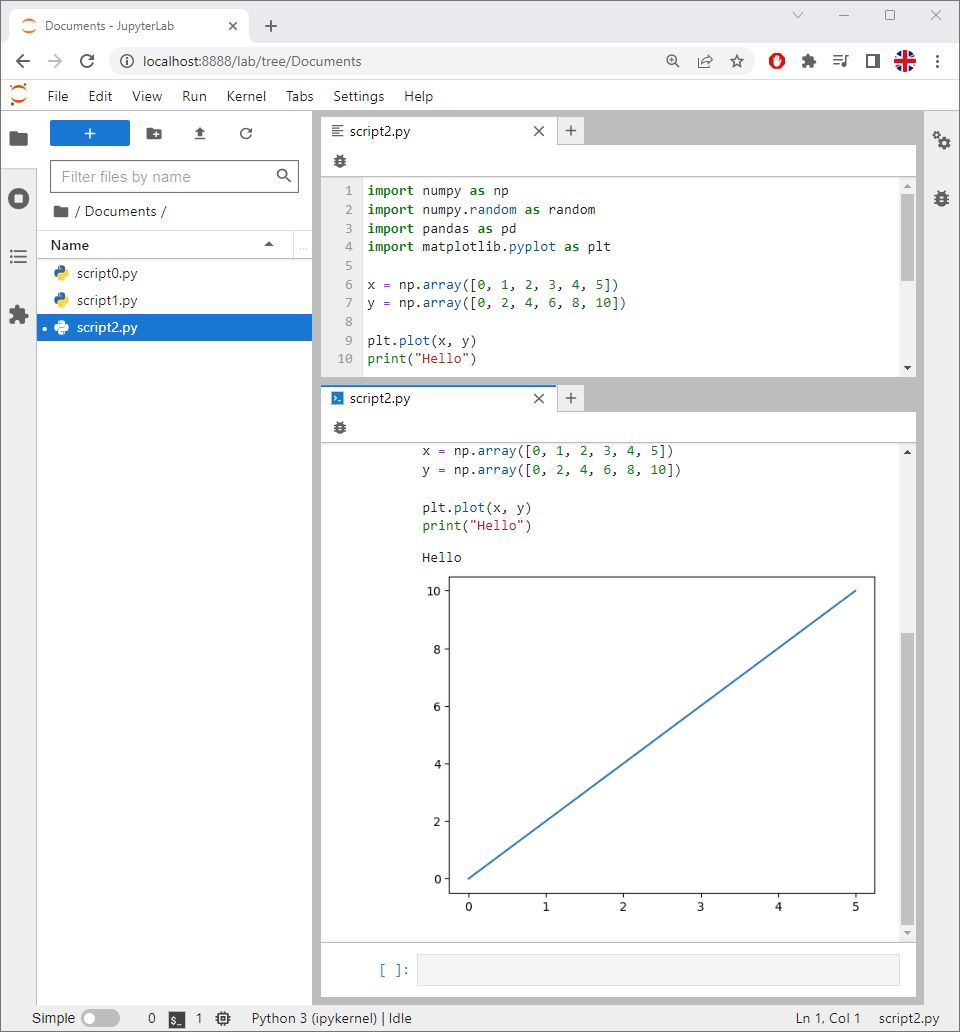 Documents - JupyterLab
localhost:8888/lab/tree/Documents
File Edit View Run Kernel Tabs Settings Help
Filter files by name
/ Documents /
Name ...
script0.py
script1.py
script2.py
script2.py
1 import numpy as np
2 import numpy.random as random
3 import pandas as pd
4 import matplotlib.pyplot as plt
5
6 x = np.array([0, 1, 2, 3, 4, 5])
7 y = np.array([0, 2, 4, 6, 8, 10])
8
9 plt.plot(x, y)
10 print("Hello")
script2.py
x = np.array([0, 1, 2, 3, 4, 5])
y = np.array([0, 2, 4, 6, 8, 10])
plt.plot(x, y)
print("Hello")
Hello
10
8
6
4
2
0
0 1 2 3 4 5
[ ]:
Simple 0 $_ 1 Python 3 (ipykernel) | Idle Ln 1, Col 1 script2.py